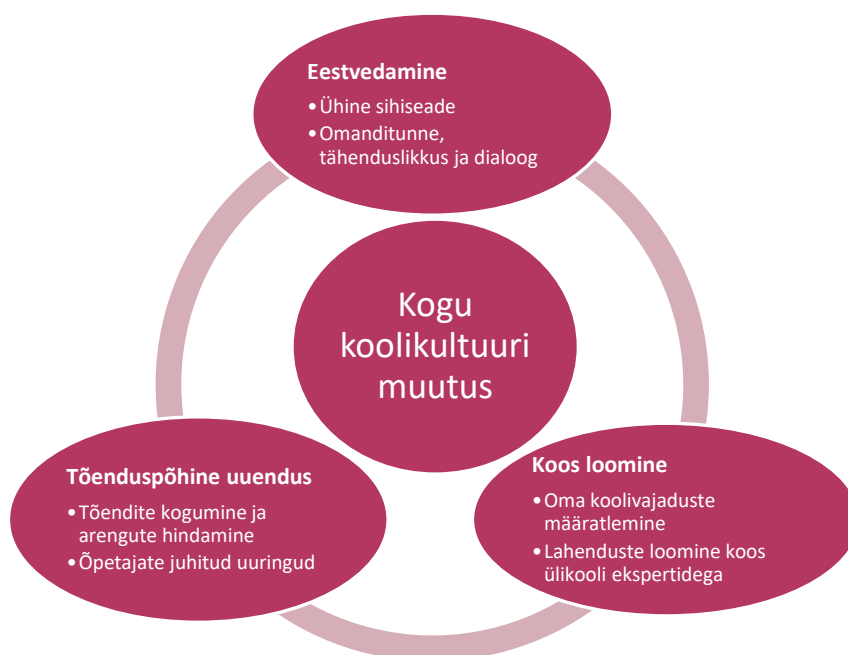 Eestvedamine
•Ühine sihiseade
•Omanditunne,
tähenduslikkus ja dialoog
Kogu
koolikultuuri
muutus
Tõenduspõhine uuendus
•Tõendite kogumine ja
arengute hindamine
•Õpetajate juhitud uuringud
Koos loomine
•Oma koolivajaduste
määratlemine
•Lahenduste loomine koos
ülikooli ekspertidega